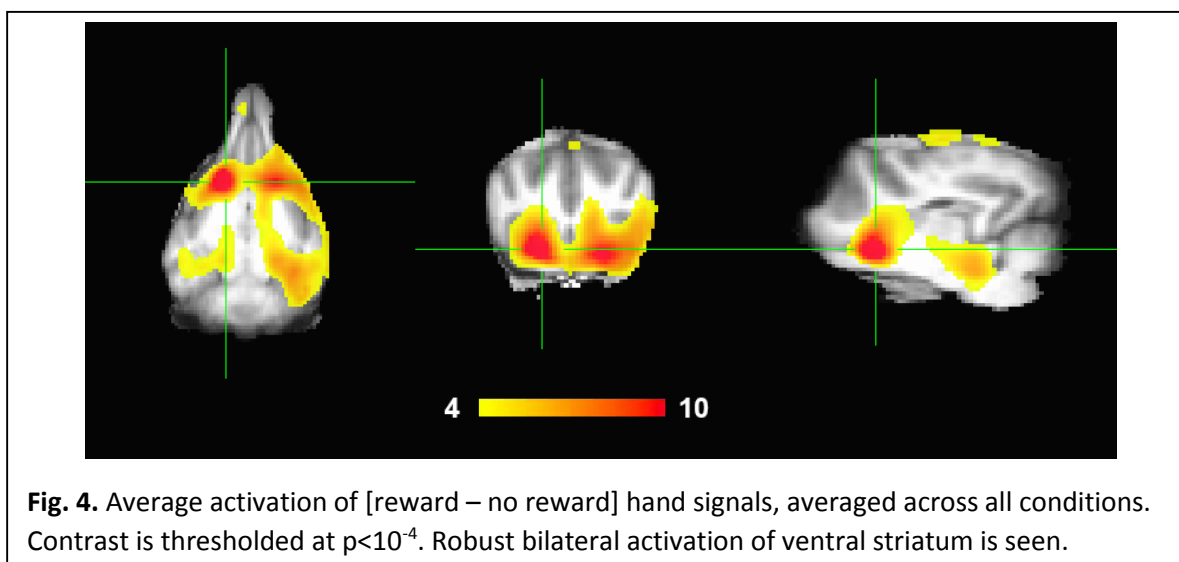 4 10
Fig. 4. Average activation of [reward – no reward] hand signals, averaged across all conditions.
Contrast is thresholded at p<10⁻⁴. Robust bilateral activation of ventral striatum is seen.